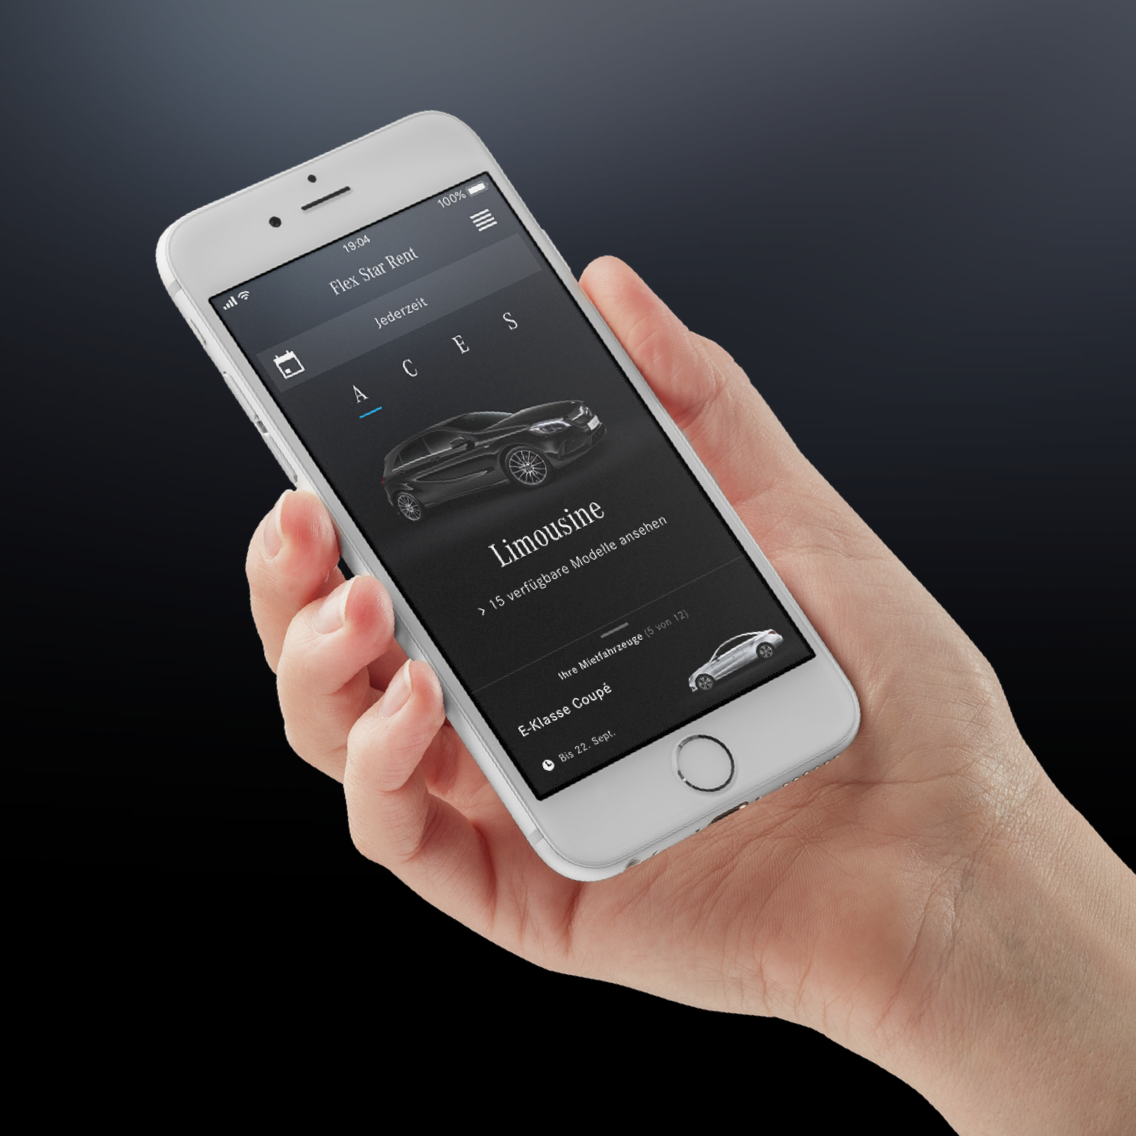 19:04
100%
Flex Star Rent
Jederzeit
A C E S
Limousine
> 15 verfügbare Modelle ansehen
Ihre Mietfahrzeuge (5 von 12)
E-Klasse Coupé
Bis 22. Sept.